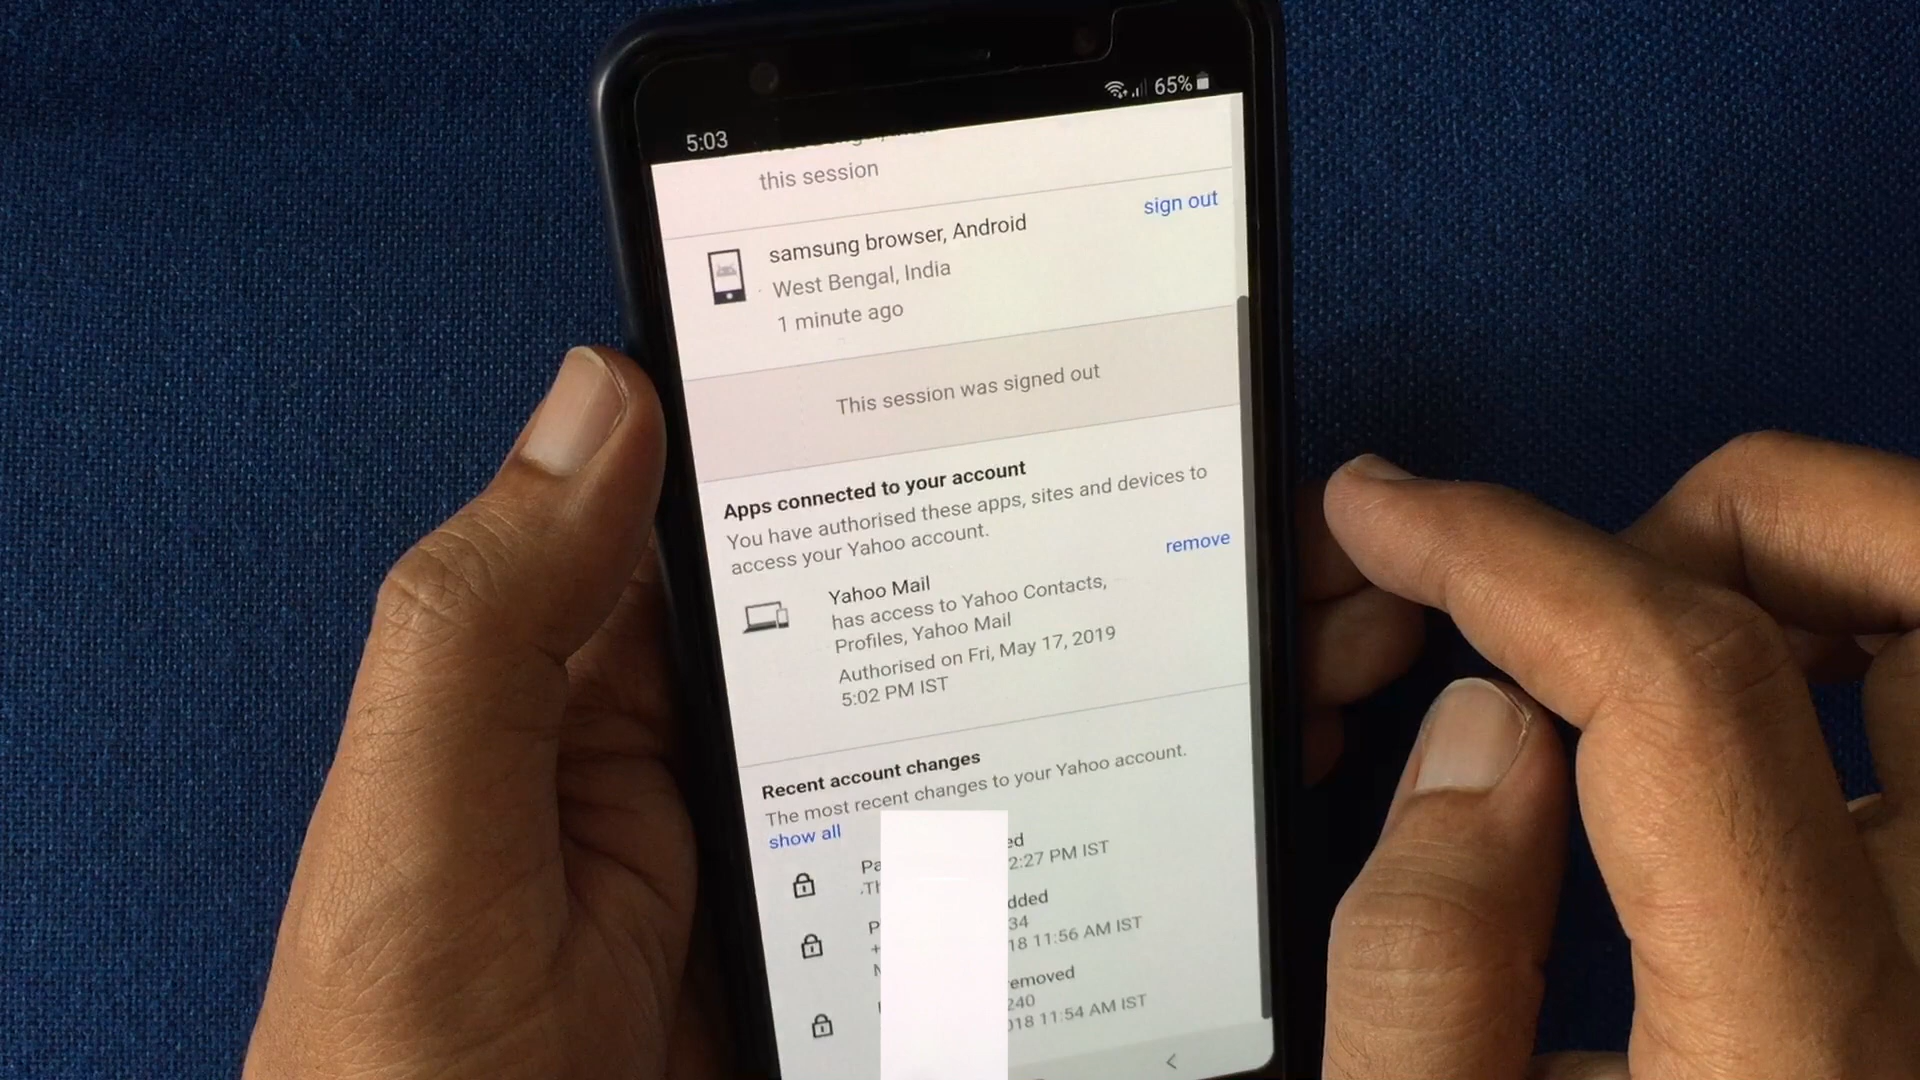 65%
5:03
this session
samsung browser, Android
sign out
West Bengal, India
1 minute ago
This session was signed out
Apps connected to your account
You have authorised these apps, sites and devices to
access your Yahoo account.
Yahoo Mail
remove
has access to Yahoo Contacts,
Profiles, Yahoo Mail
Authorised on Fri, May 17, 2019
5:02 PM IST
Recent account changes
The most recent changes to your Yahoo account.
show all
2:27 PM IST
34
18 11:56 AM IST
240
11:54 AM IST